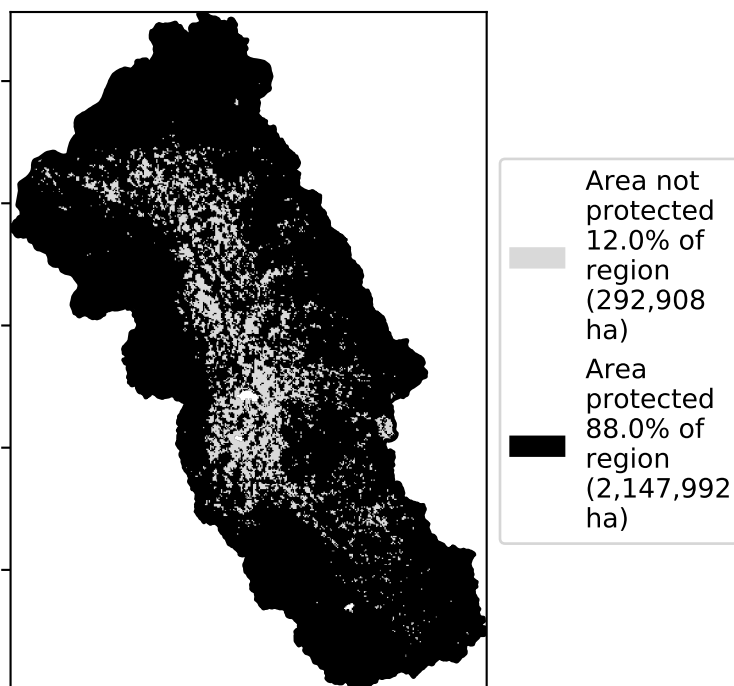 Area not
protected
12.0% of
region
(292,908
ha)
Area
protected
88.0% of
region
(2,147,992
ha)